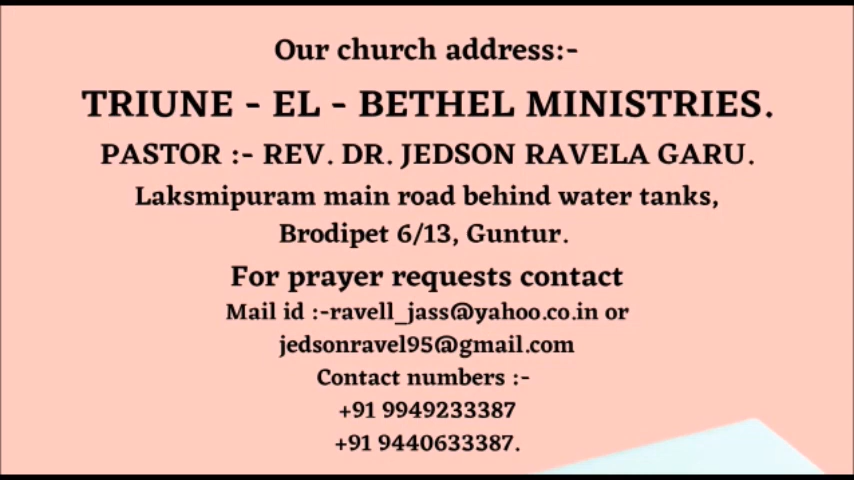 Our church address:-
TRIUNE - EL - BETHEL MINISTRIES.
PASTOR :- REV. DR. JEDSON RAVELA GARU.
Laksmipuram main road behind water tanks,
Brodipet 6/13, Guntur.
For prayer requests contact
Mail id :-ravell_jass@yahoo.co.in or
jedsonravel95@gmail.com
Contact numbers :-
+91 9949233387
+91 9440633387.